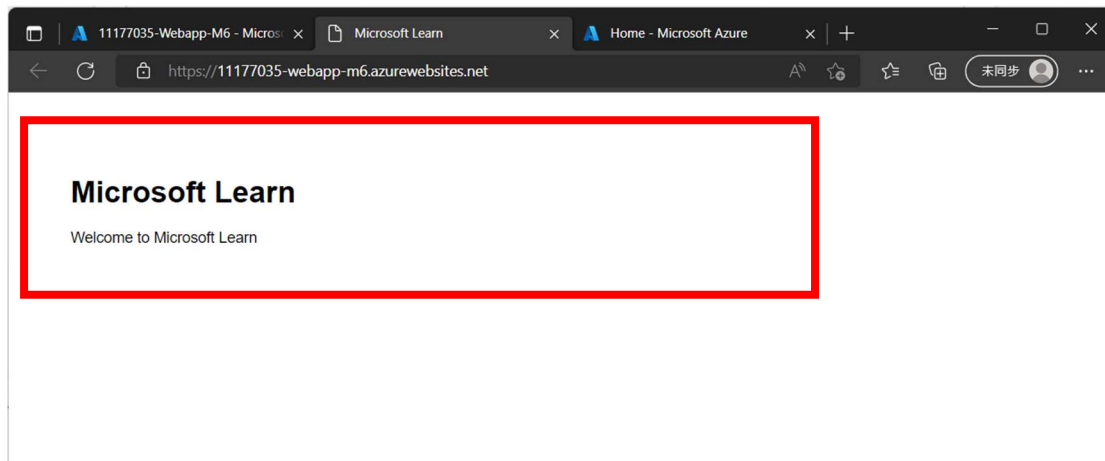 11177035-Webapp-M6 - Micros
Microsoft Learn
Home - Microsoft Azure
https://11177035-webapp-m6.azurewebsites.net
未同步
Microsoft Learn
Welcome to Microsoft Learn